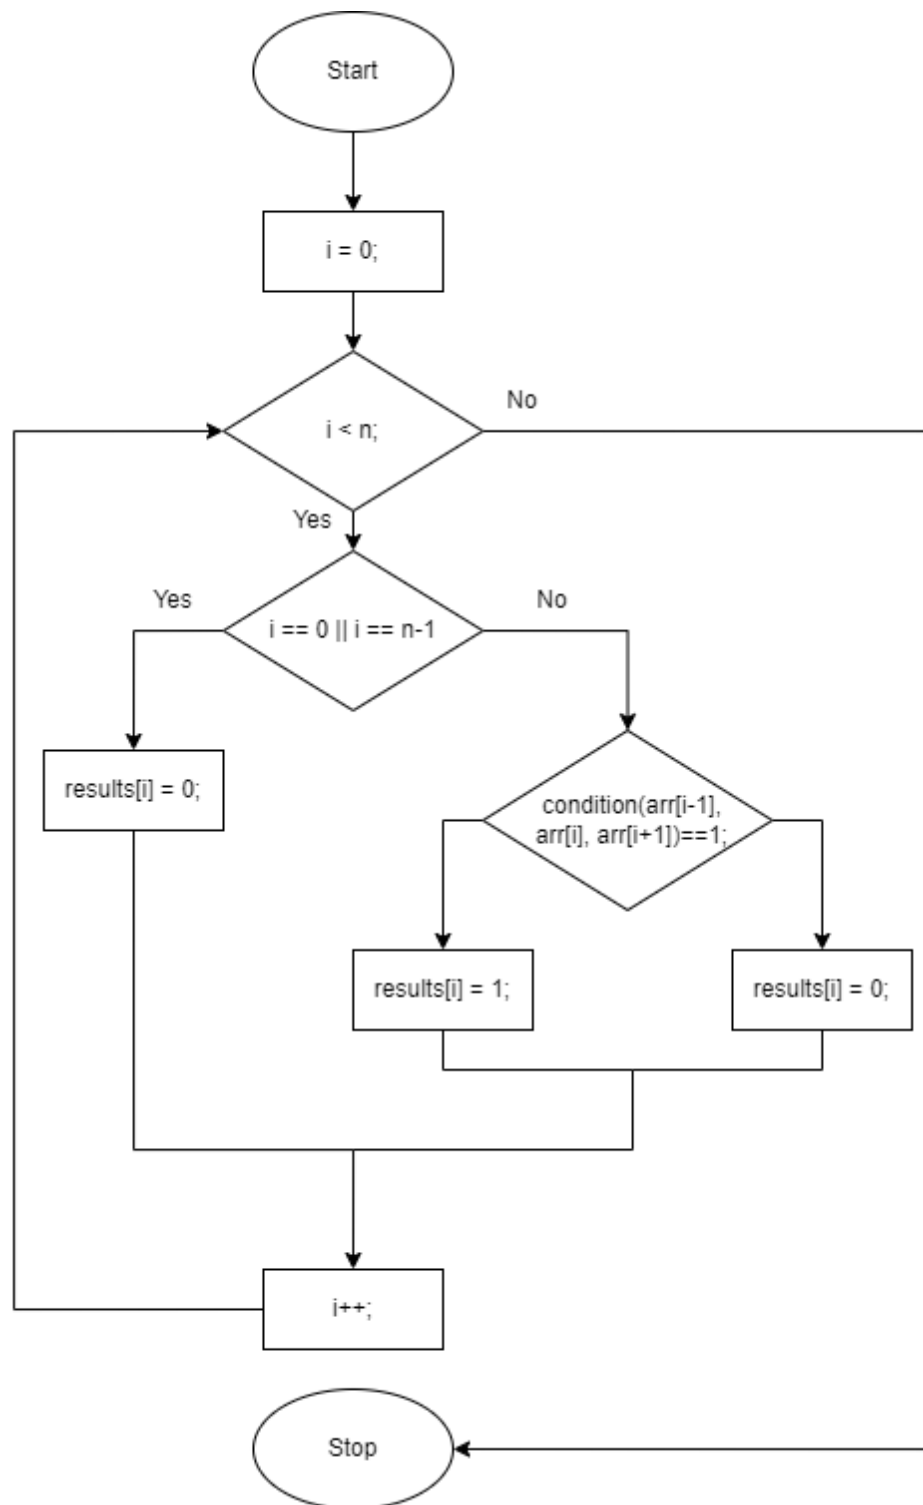 Start
i = 0;
i < n;
No
Yes
i == 0 || i == n-1
Yes
No
results[i] = 0;
condition(arr[i-1],
arr[i], arr[i+1])==1;
results[i] = 1;
results[i] = 0;
i++;
Stop